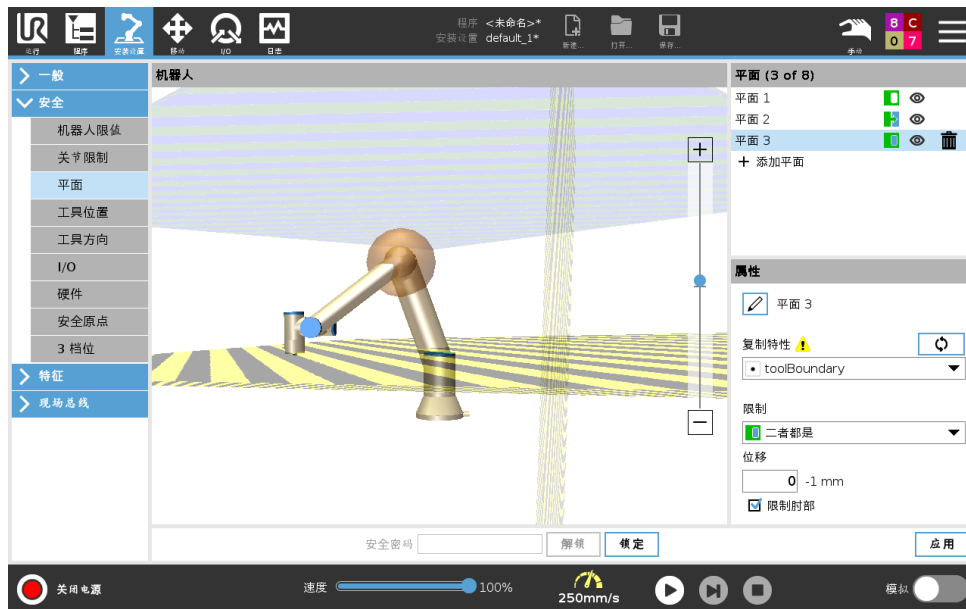 UR
运行
程序
安装设置
移动
I/O
日志
程序 <未命名>*
安装设置 default_1*
新建...
打开...
保存...
手动
8 C
0 7
一般
安全
机器人限值
关节限制
平面
工具位置
工具方向
I/O
硬件
安全原点
3 档位
特征
现场总线
机器人
平面 (3 of 8)
平面 1
平面 2
平面 3
添加平面
属性
平面 3
复制特性
toolBoundary
限制
二者都是
位移
0 -1 mm
限制肘部
安全密码
解锁
锁定
应用
关闭电源
速度 100%
250mm/s
模拟